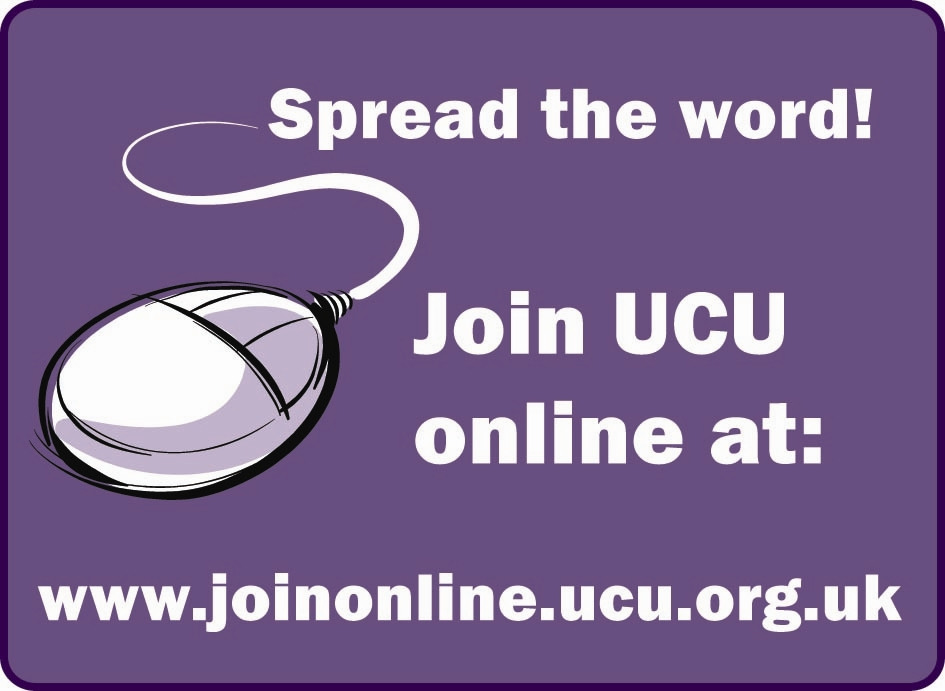 Spread the word!
Join UCU
online at:
www.joinonline.ucu.org.uk